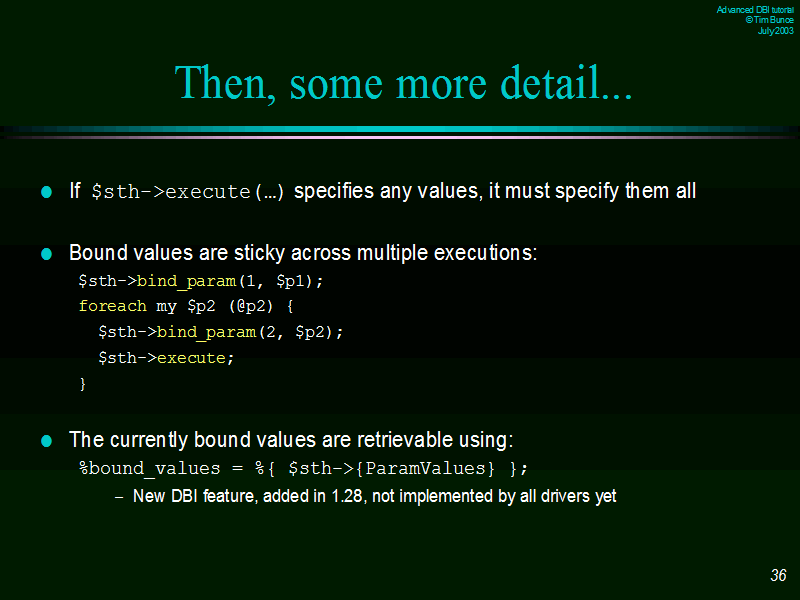 Advanced DBI tutorial
© Tim Bunce
July 2003
Then, some more detail...
If $sth->execute(…) specifies any values, it must specify them all
Bound values are sticky across multiple executions:
$sth->bind_param(1, $p1);
foreach my $p2 (@p2) {
$sth->bind_param(2, $p2);
$sth->execute;
}
The currently bound values are retrievable using:
%bound_values = %{ $sth->{ParamValues} };
– New DBI feature, added in 1.28, not implemented by all drivers yet
36